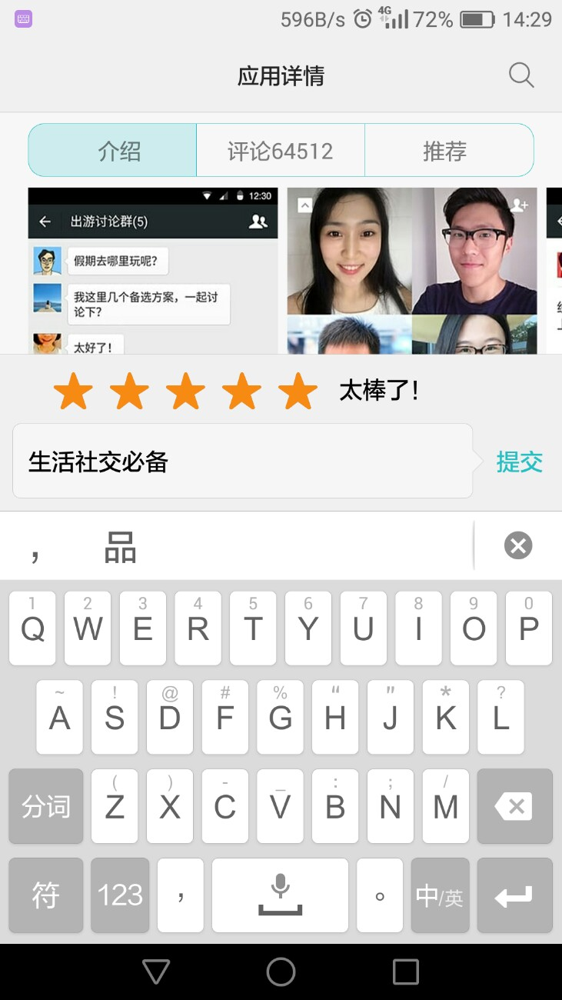 596B/s 4G 72% 14:29
应用详情
介绍 评论64512 推荐
12:30
出游讨论群(5)
假期去哪里玩呢?
我这里几个备选方案，一起讨
论下?
太好了!
太棒了!
生活社交必备
提交
， 品
1 2 3 4 5 6 7 8 9 0
Q W E R T Y U I O P
~ ! @ # % “ ” * ?
A S D F G H J K L
( ) - _ : ; /
分词 Z X C V B N M
符 123 ， 。 中/英